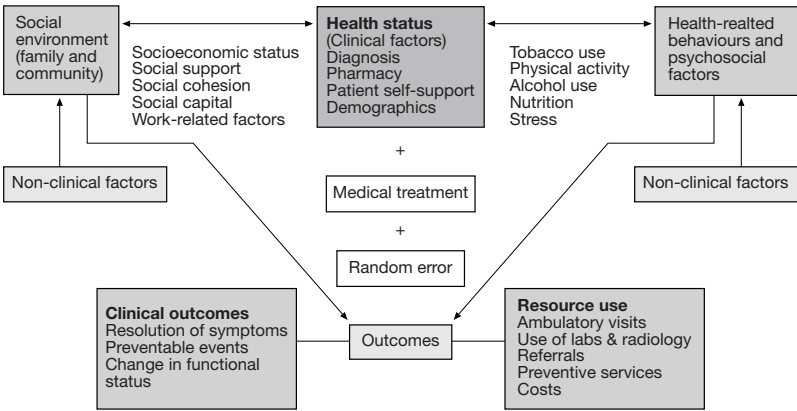 Social
environment
(family and
community)
Socioeconomic status
Social support
Social cohesion
Social capital
Work-related factors
Health status
(Clinical factors)
Diagnosis
Pharmacy
Patient self-support
Demographics
Tobacco use
Physical activity
Alcohol use
Nutrition
Stress
Health-realted
behaviours and
psychosocial
factors
Non-clinical factors
+
Medical treatment
+
Random error
Non-clinical factors
Clinical outcomes
Resolution of symptoms
Preventable events
Change in functional
status
Outcomes
Resource use
Ambulatory visits
Use of labs & radiology
Referrals
Preventive services
Costs